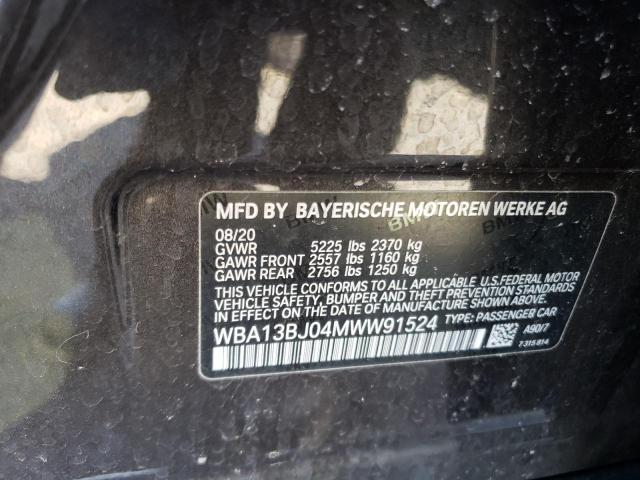 MFD BY BAYERISCHE MOTOREN WERKE AG
08/20
GVWR 5225 lbs 2370 kg
GAWR FRONT 2557 lbs 1160 kg
GAWR REAR 2756 lbs 1250 kg
THIS VEHICLE CONFORMS TO ALL APPLICABLE U.S.FEDERAL MOTOR
VEHICLE SAFETY, BUMPER AND THEFT PREVENTION STANDARDS
IN EFFECT ON THE DATE OF MANUFACTURE SHOWN ABOVE.
WBA13BJ04MWW91524 TYPE: PASSENGER CAR
A90/7
7315814